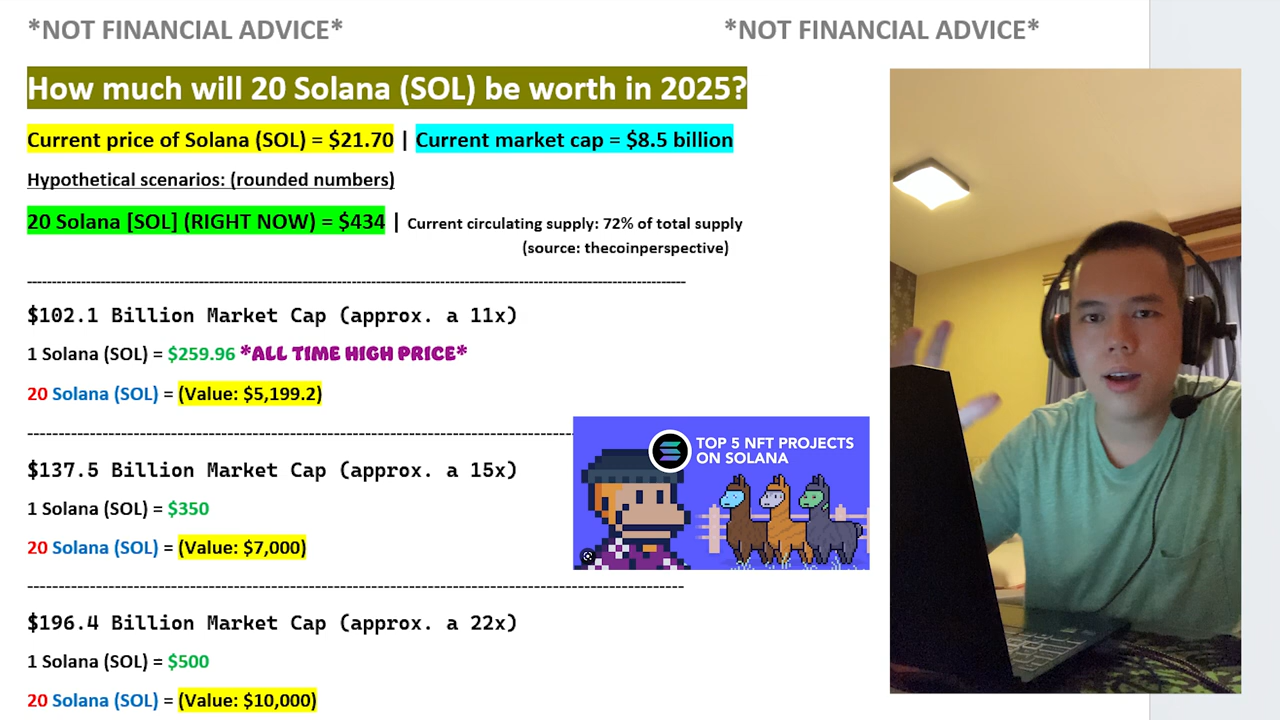 *NOT FINANCIAL ADVICE* *NOT FINANCIAL ADVICE*
How much will 20 Solana (SOL) be worth in 2025?
Current price of Solana (SOL) = $21.70 | Current market cap = $8.5 billion
Hypothetical scenarios: (rounded numbers)
20 Solana [SOL] (RIGHT NOW) = $434 | Current circulating supply: 72% of total supply
(source: thecoinperspective)
$102.1 Billion Market Cap (approx. a 11x)
1 Solana (SOL) = $259.96 *ALL TIME HIGH PRICE*
20 Solana (SOL) = (Value: $5,199.2)
$137.5 Billion Market Cap (approx. a 15x)
1 Solana (SOL) = $350
20 Solana (SOL) = (Value: $7,000)
TOP 5 NFT PROJECTS
ON SOLANA
$196.4 Billion Market Cap (approx. a 22x)
1 Solana (SOL) = $500
20 Solana (SOL) = (Value: $10,000)